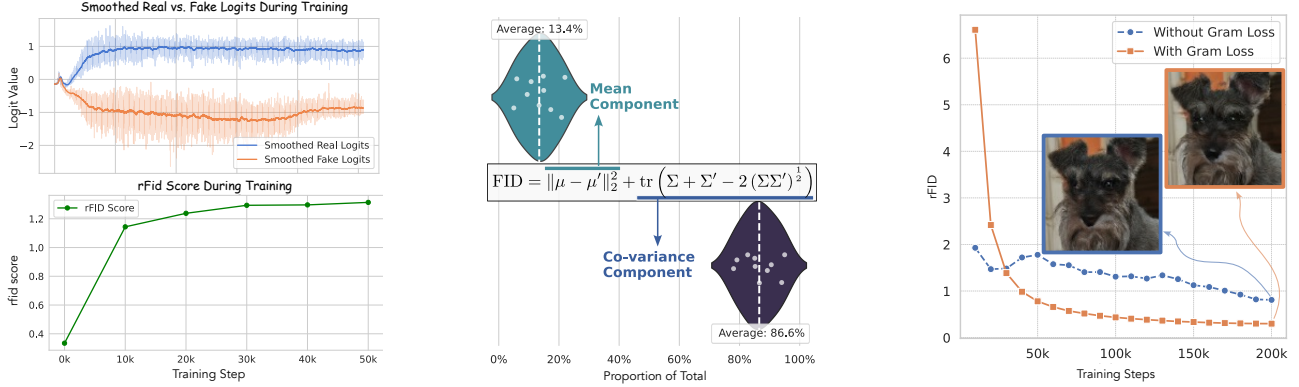 Smoothed Real vs. Fake Logits During Training
Logit Value
1
0
−1
−2
Smoothed Real Logits
Smoothed Fake Logits
rFid Score During Training
rFID Score
rfid score
1.2
1.0
0.8
0.6
0.4
0k 10k 20k 30k 40k 50k
Training Step
Average: 13.4%
Mean
Component
FID = ‖μ − μ′‖₂² + tr (Σ + Σ′ − 2 (ΣΣ′)^{1/2})
Co-variance
Component
Average: 86.6%
0% 20% 40% 60% 80% 100%
Proportion of Total
Without Gram Loss
With Gram Loss
rFID
6
5
4
3
2
1
0
50k 100k 150k 200k
Training Steps